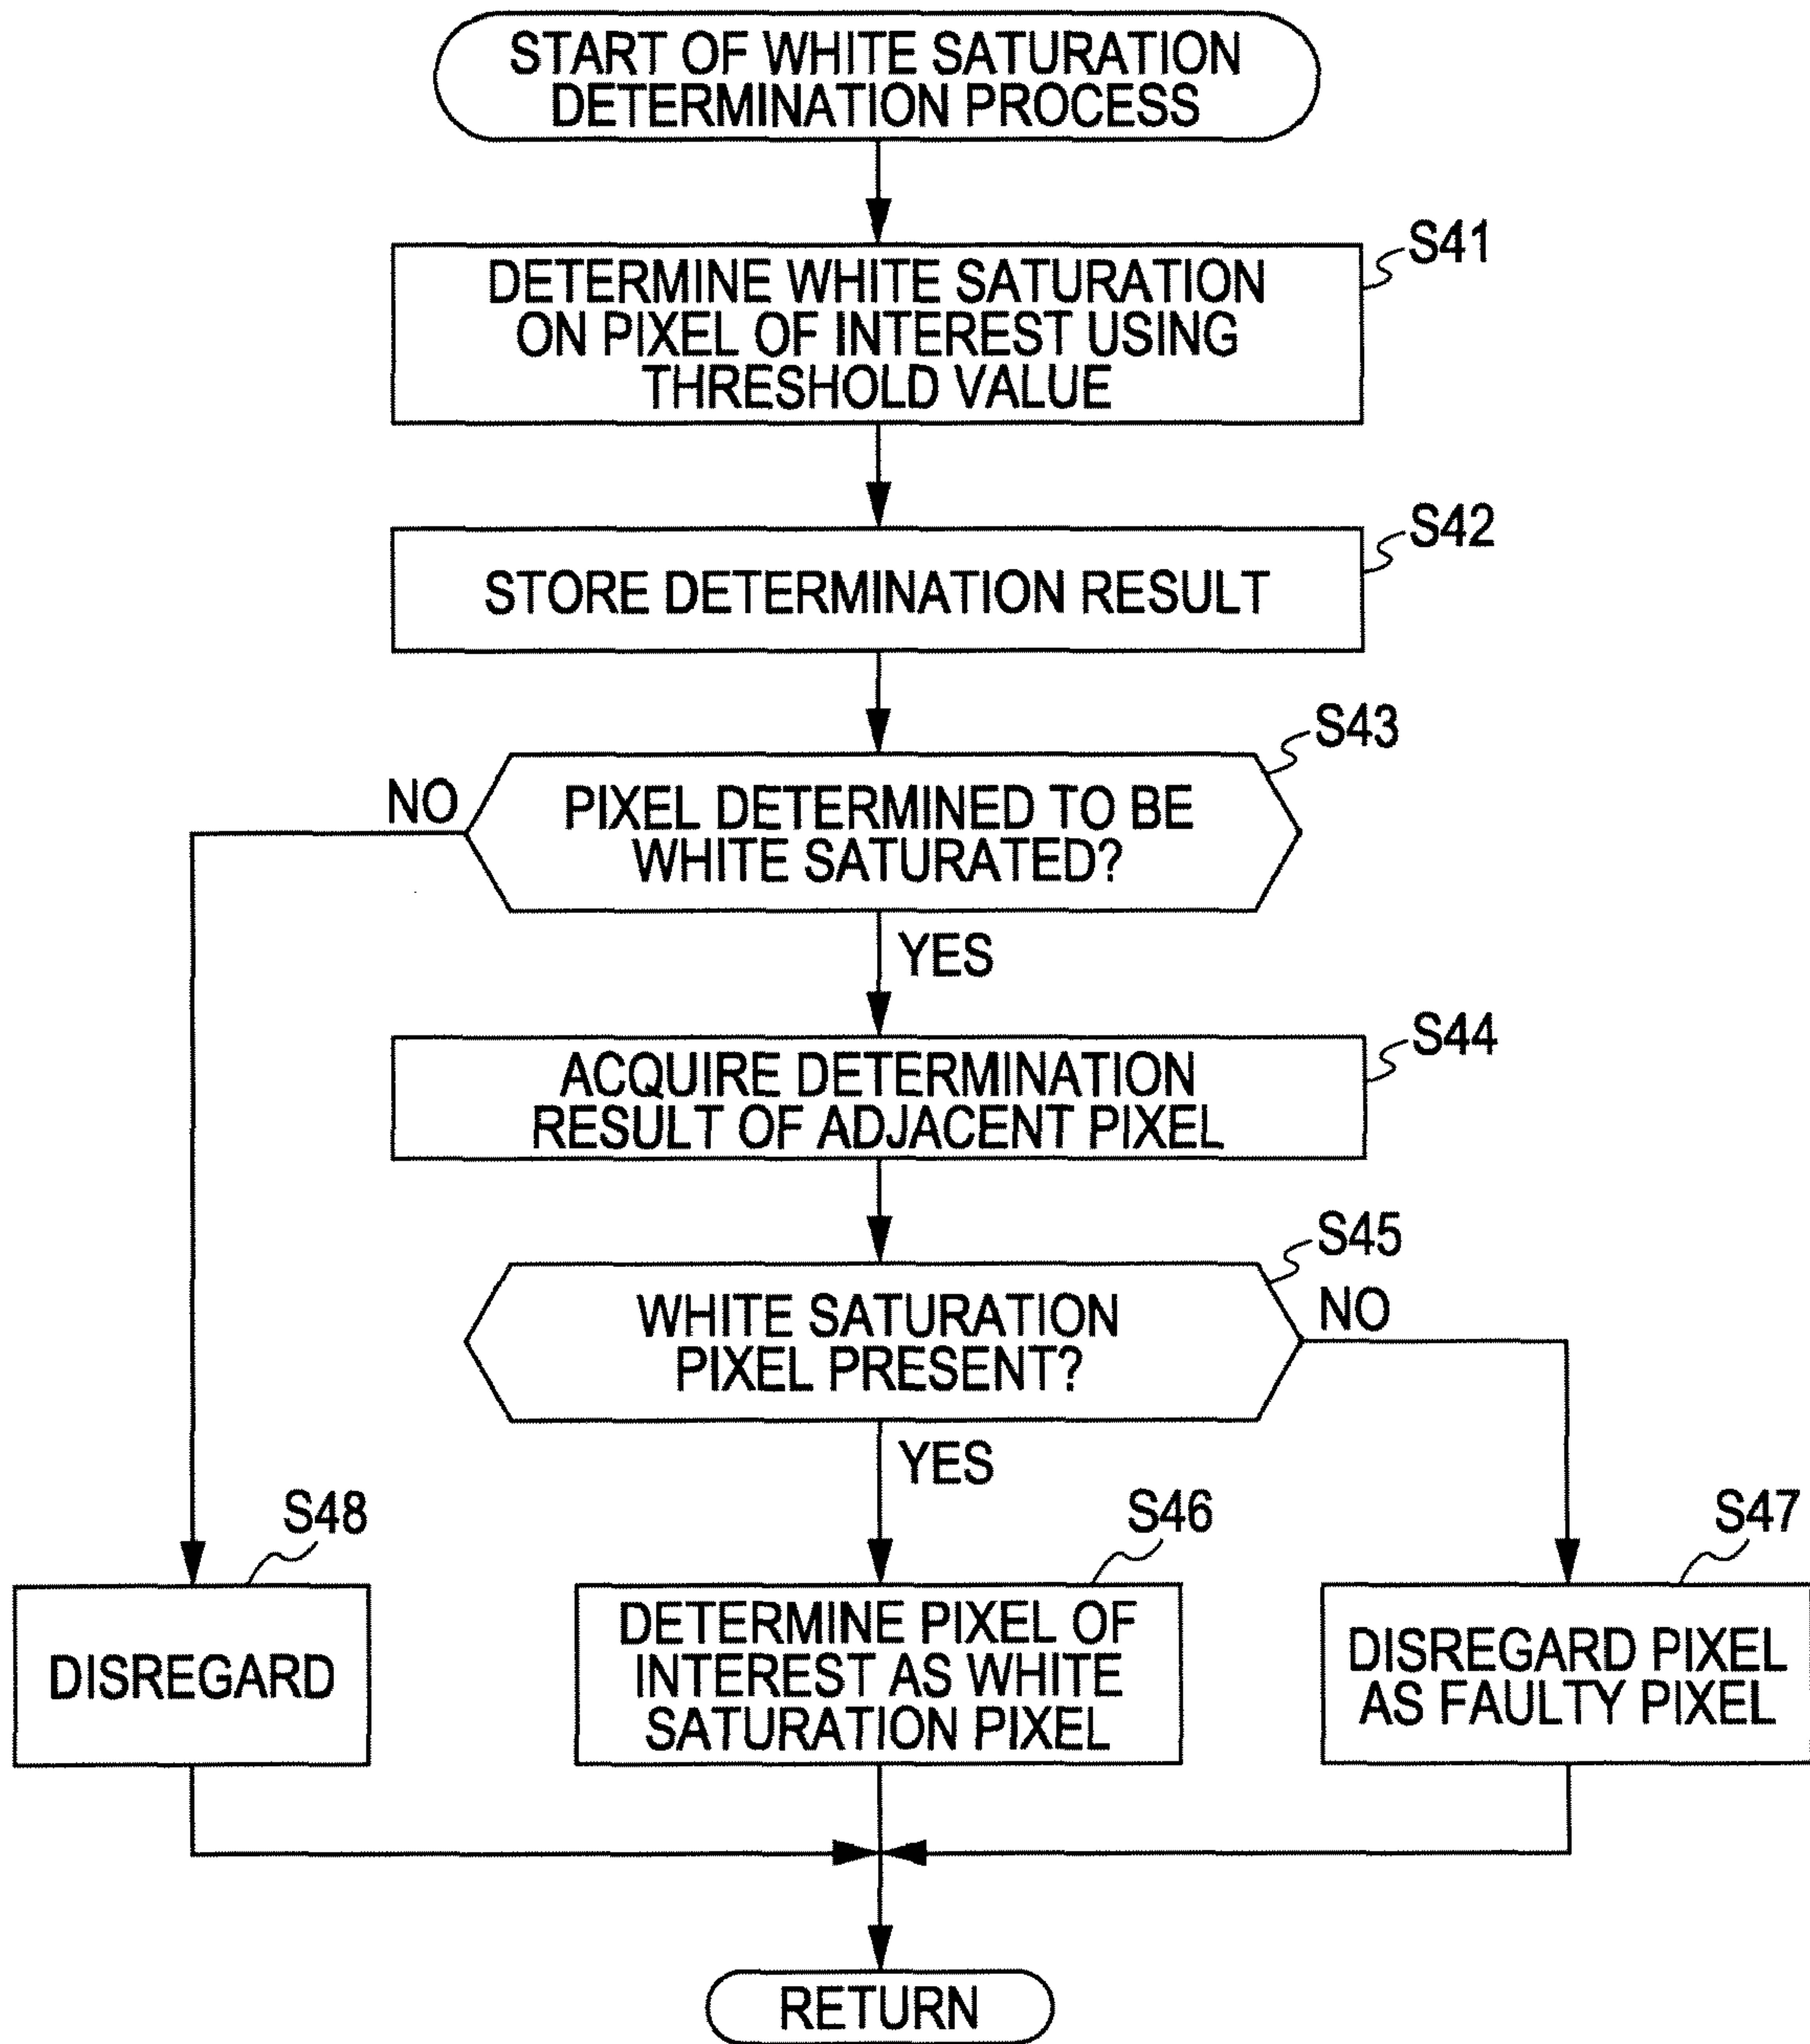 START OF WHITE SATURATION
DETERMINATION PROCESS
S41
DETERMINE WHITE SATURATION
ON PIXEL OF INTEREST USING
THRESHOLD VALUE
S42
STORE DETERMINATION RESULT
S43
NO
PIXEL DETERMINED TO BE
WHITE SATURATED?
YES
S44
ACQUIRE DETERMINATION
RESULT OF ADJACENT PIXEL
S45
WHITE SATURATION
PIXEL PRESENT?
NO
YES
S48
DISREGARD
S46
DETERMINE PIXEL OF
INTEREST AS WHITE
SATURATION PIXEL
S47
DISREGARD PIXEL
AS FAULTY PIXEL
RETURN